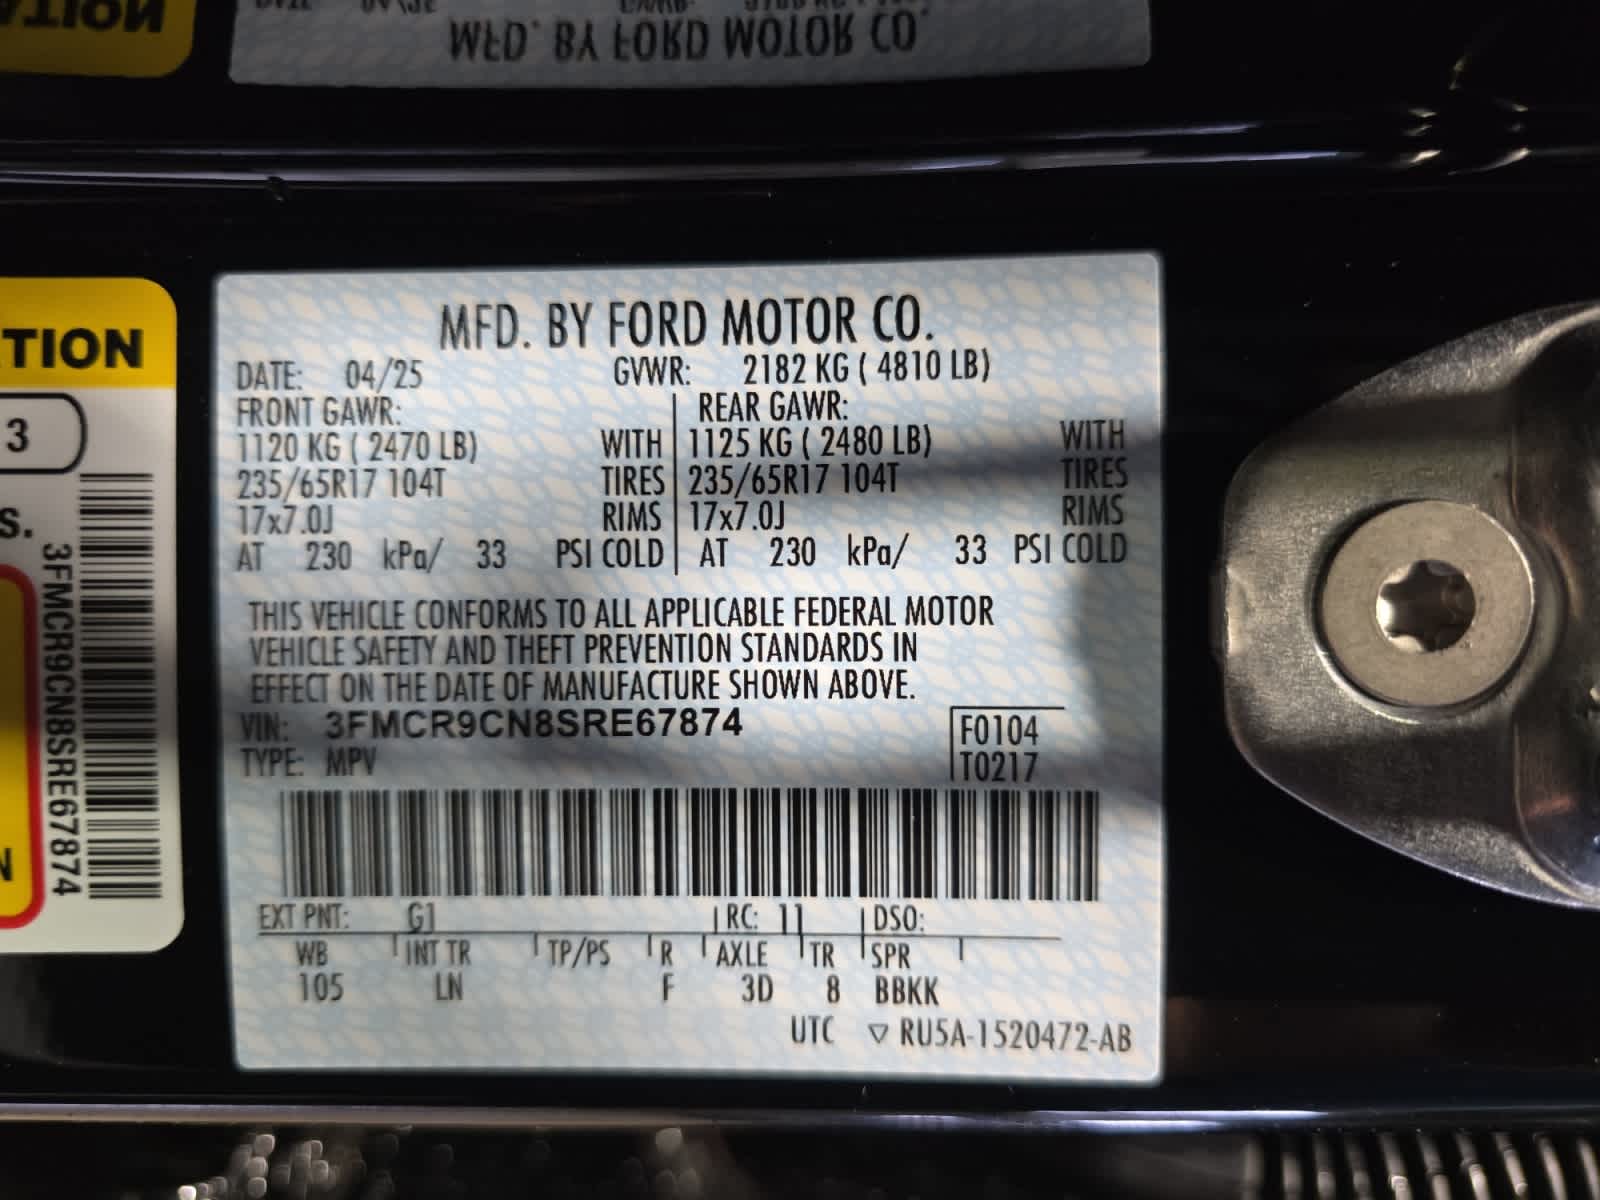 MFD. BY FORD MOTOR CO.
TION
3
S.
3FMCR9CN8SRE67874
N
MFD. BY FORD MOTOR CO.
DATE: 04/25 GVWR: 2182 KG ( 4810 LB)
FRONT GAWR: REAR GAWR:
1120 KG ( 2470 LB) WITH 1125 KG ( 2480 LB) WITH
235/65R17 104T TIRES 235/65R17 104T TIRES
17x7.0J RIMS 17x7.0J RIMS
AT 230 kPa/ 33 PSI COLD AT 230 kPa/ 33 PSI COLD
THIS VEHICLE CONFORMS TO ALL APPLICABLE FEDERAL MOTOR
VEHICLE SAFETY AND THEFT PREVENTION STANDARDS IN
EFFECT ON THE DATE OF MANUFACTURE SHOWN ABOVE.
VIN: 3FMCR9CN8SRE67874 F0104
TYPE: MPV T0217
EXT PNT: G1 RC: 11 DSO:
WB INT TR TP/PS R AXLE TR SPR
105 LN F 3D 8 BBKK
UTC ▽ RU5A-1520472-AB